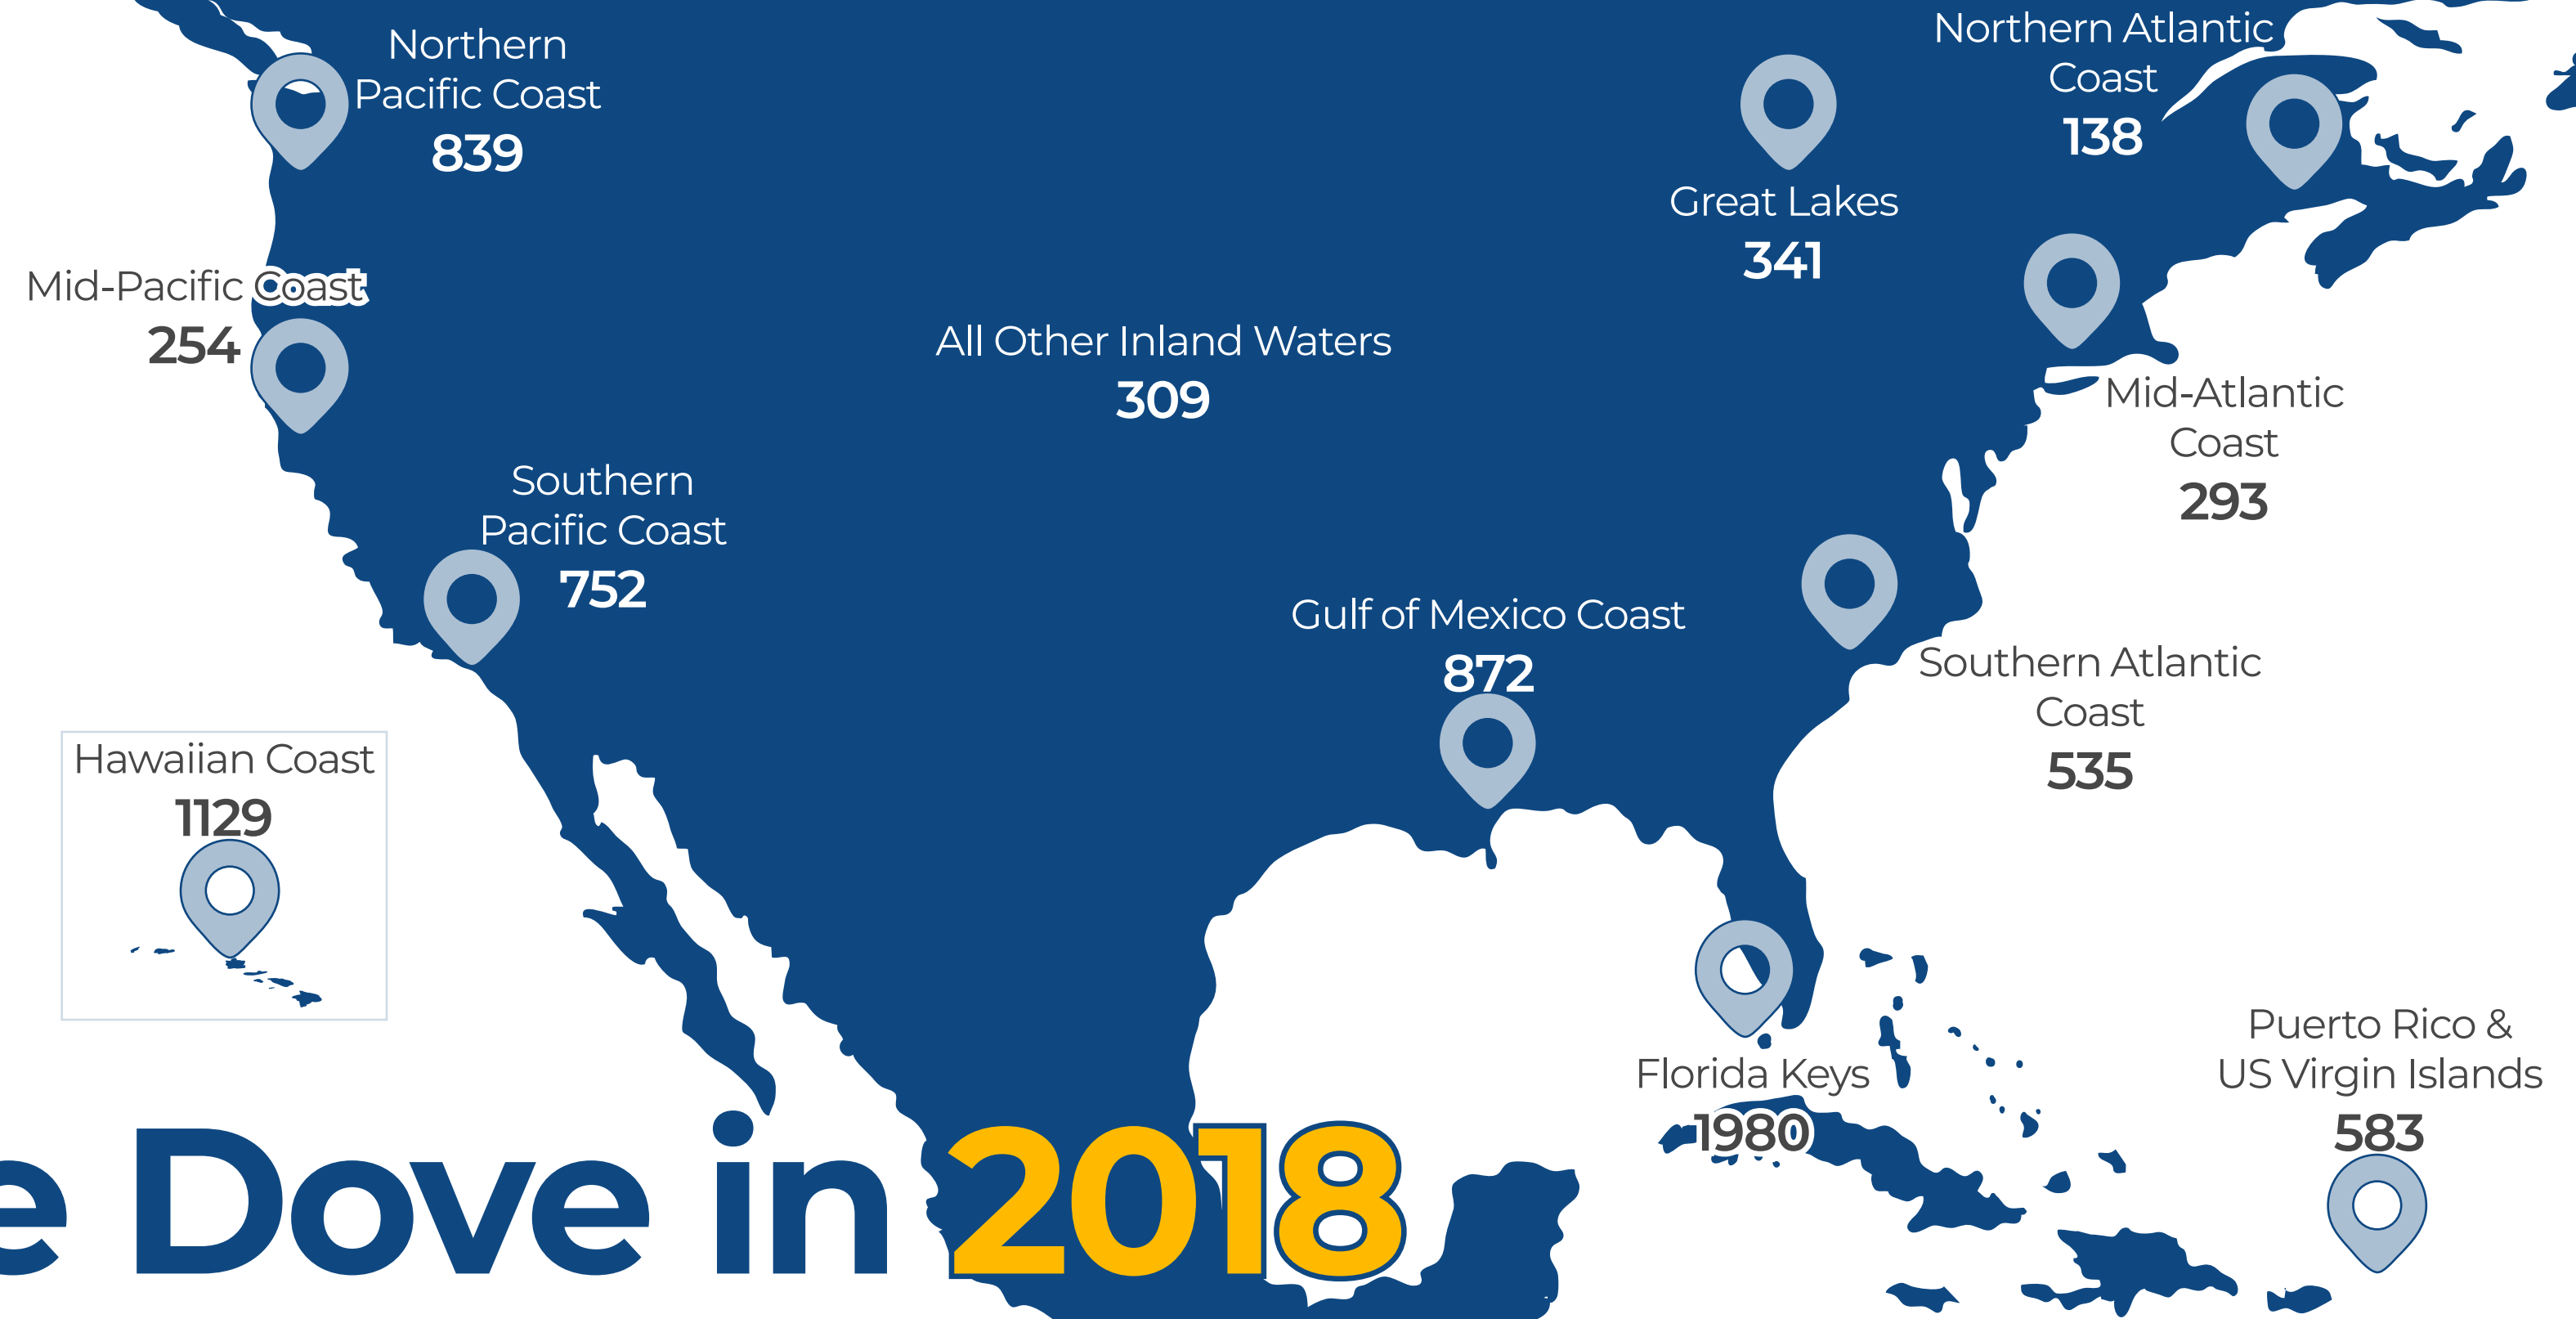 Northern
Pacific Coast
839
Great Lakes
341
Northern Atlantic
Coast
138
Mid-Pacific Coast
254
All Other Inland Waters
309
Mid-Atlantic
Coast
293
Southern
Pacific Coast
752
Gulf of Mexico Coast
872
Southern Atlantic
Coast
535
Hawaiian Coast
1129
Florida Keys
1980
Puerto Rico &
US Virgin Islands
583
e Dove in 2018